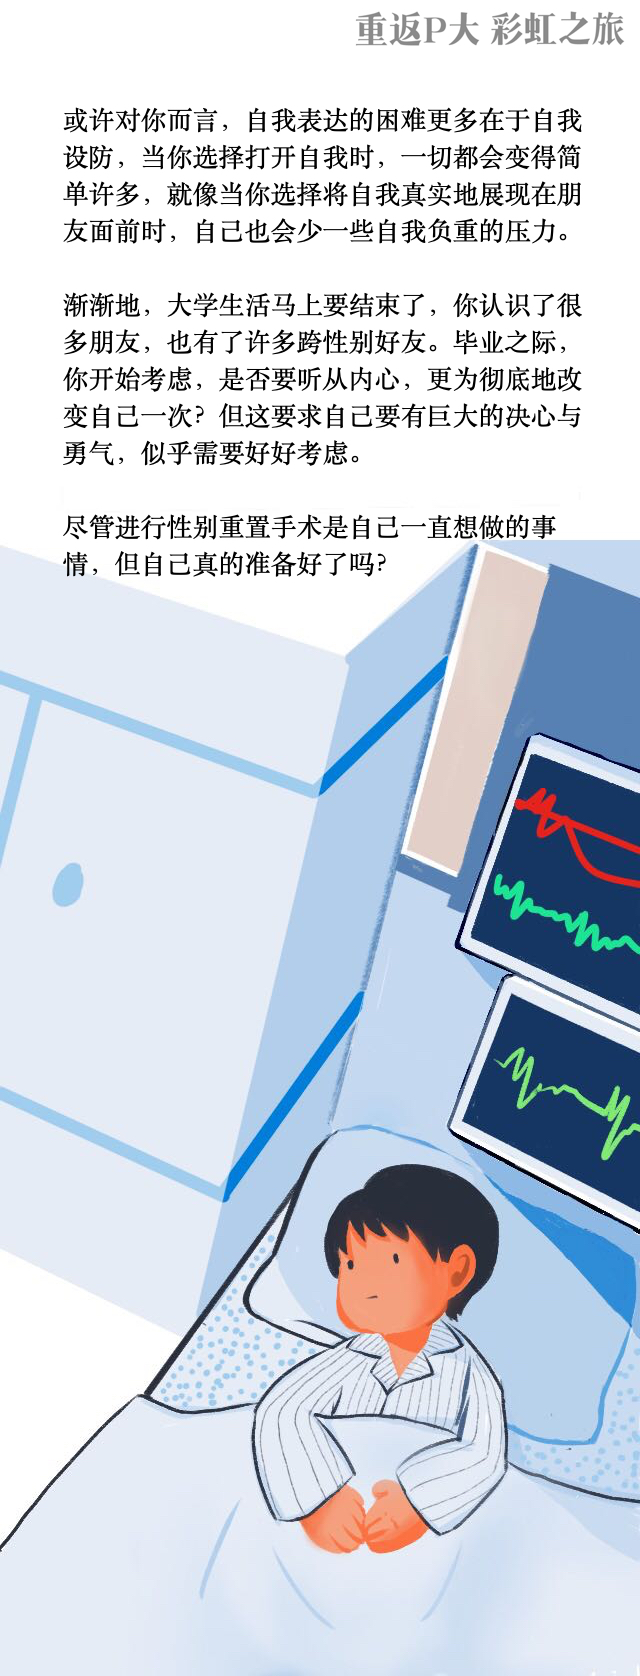 重返P大 彩虹之旅
或许对你而言，自我表达的困难更多在于自我
设防，当你选择打开自我时，一切都会变得简
单许多，就像当你选择将自我真实地展现在朋
友面前时，自己也会少一些自我负重的压力。
渐渐地，大学生活马上要结束了，你认识了很
多朋友，也有了许多跨性别好友。毕业之际，
你开始考虑，是否要听从内心，更为彻底地改
变自己一次？但这要求自己要有巨大的决心与
勇气，似乎需要好好考虑。
尽管进行性别重置手术是自己一直想做的事
情，但自己真的准备好了吗？